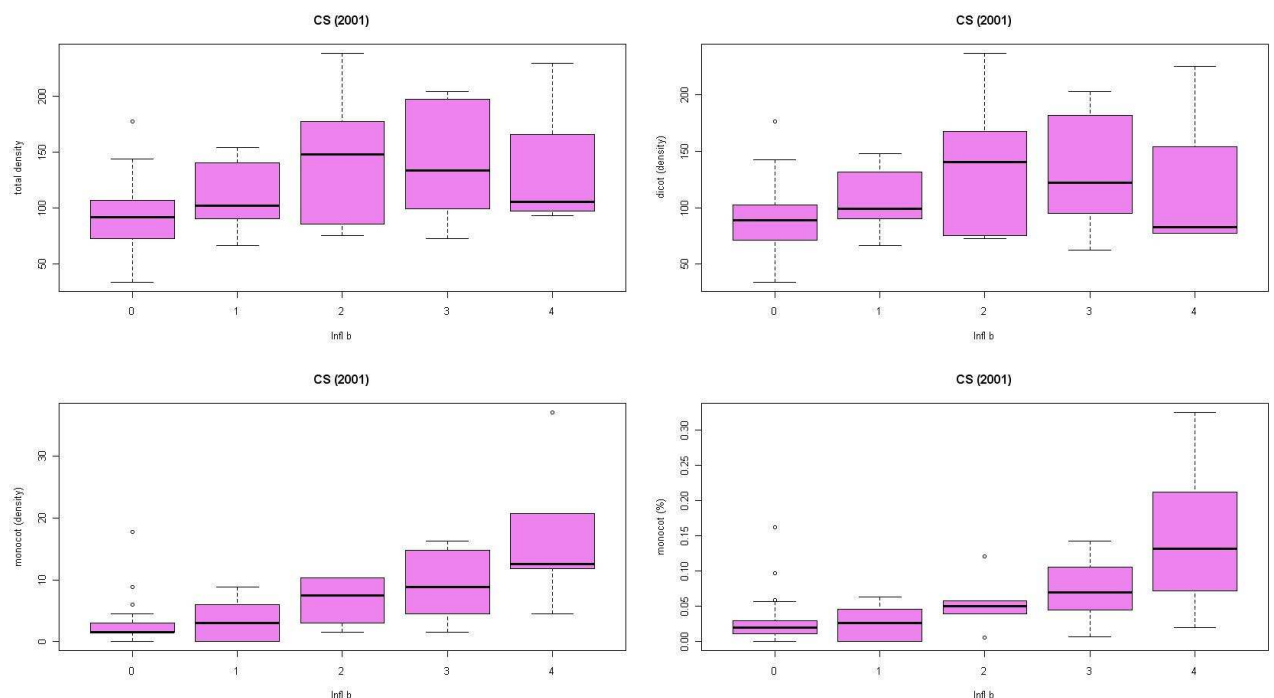 CS (2001)
total density
50
100
150
200
0 1 2 3 4
Infl b
CS (2001)
dicot (density)
50
100
150
200
0 1 2 3 4
Infl b
CS (2001)
monocot (density)
0
10
20
30
0 1 2 3 4
Infl b
CS (2001)
monocot (%)
0.00
0.05
0.10
0.15
0.20
0.25
0.30
0 1 2 3 4
Infl b